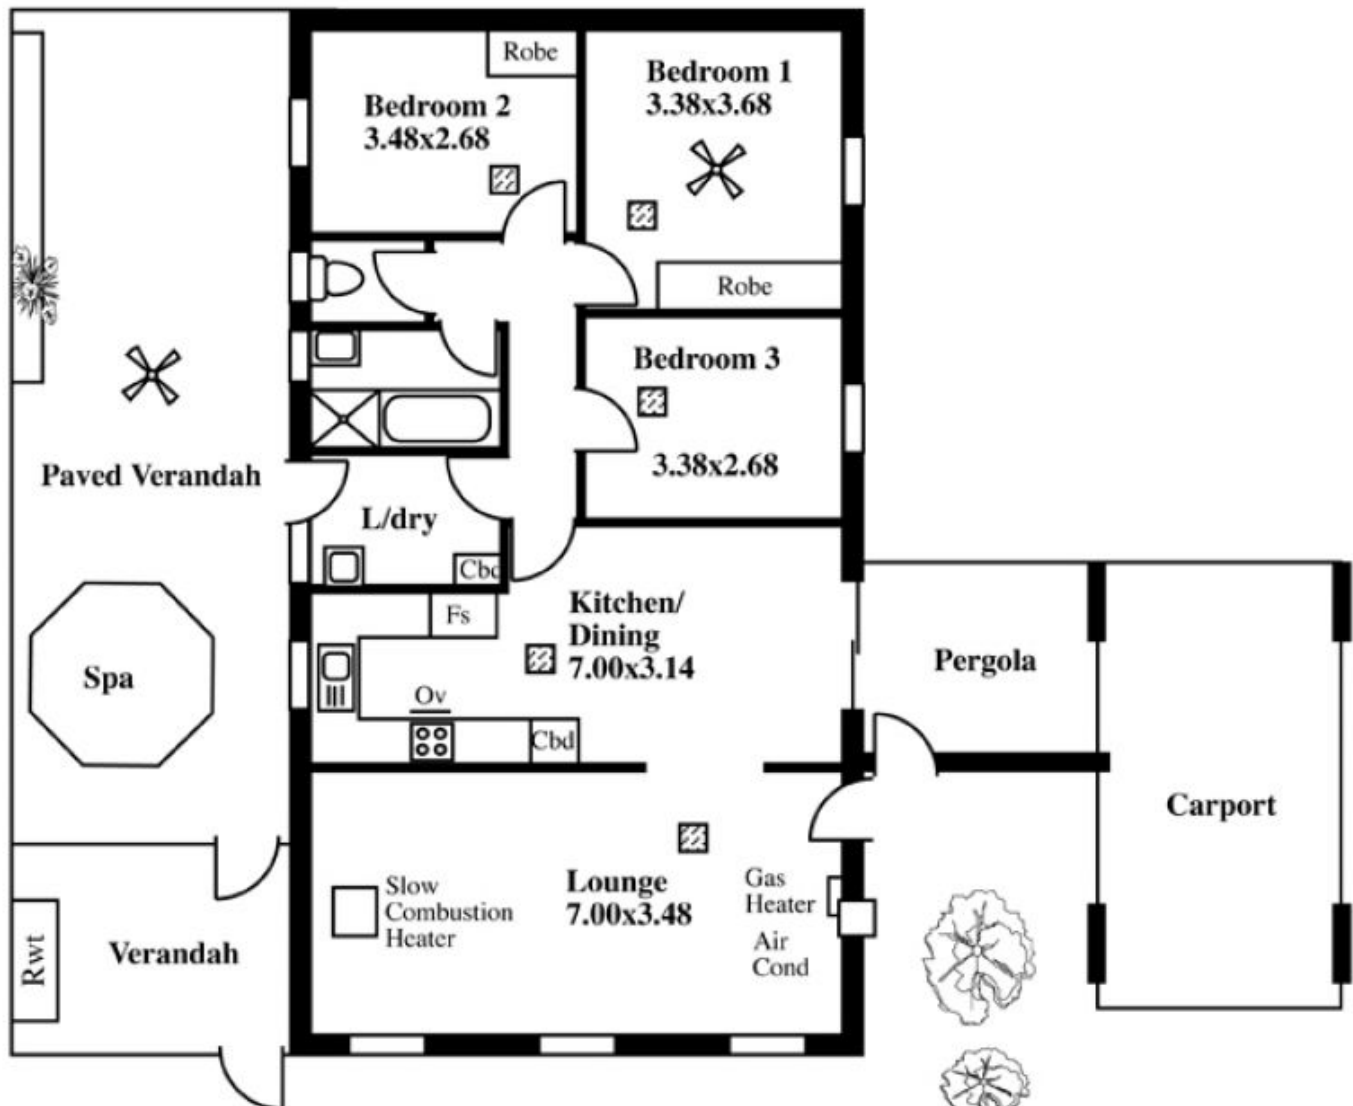 Robe
Bedroom 1
3.38x3.68
Bedroom 2
3.48x2.68
Robe
Bedroom 3
3.38x2.68
Paved Verandah
L/dry
Cbd
Fs
Kitchen/
Dining
7.00x3.14
Ov
Cbd
Spa
Pergola
Carport
Slow
Combustion
Heater
Lounge
7.00x3.48
Gas
Heater
Air
Cond
Rwt
Verandah